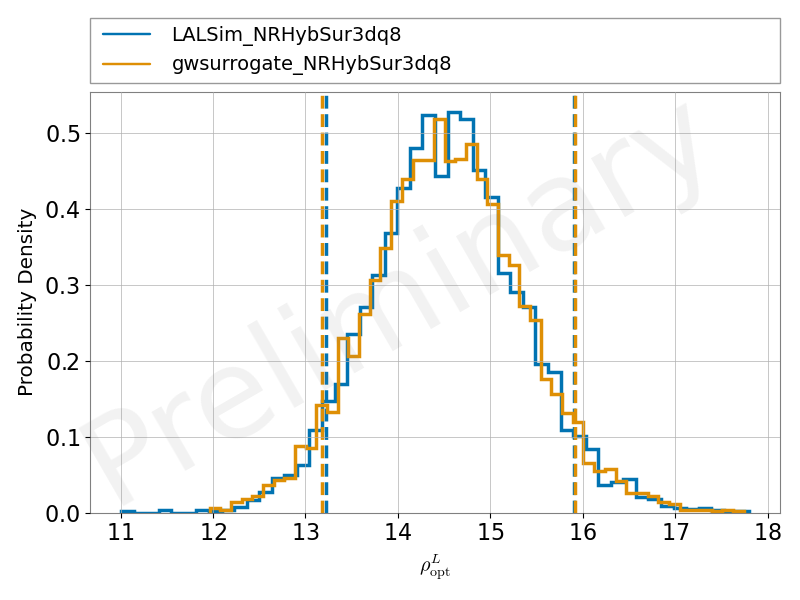 LALSim_NRHybSur3dq8
gwsurrogate_NRHybSur3dq8
Preliminary
Probability Density
0.5
0.4
0.3
0.2
0.1
0.0
11 12 13 14 15 16 17 18
ρ^L_opt